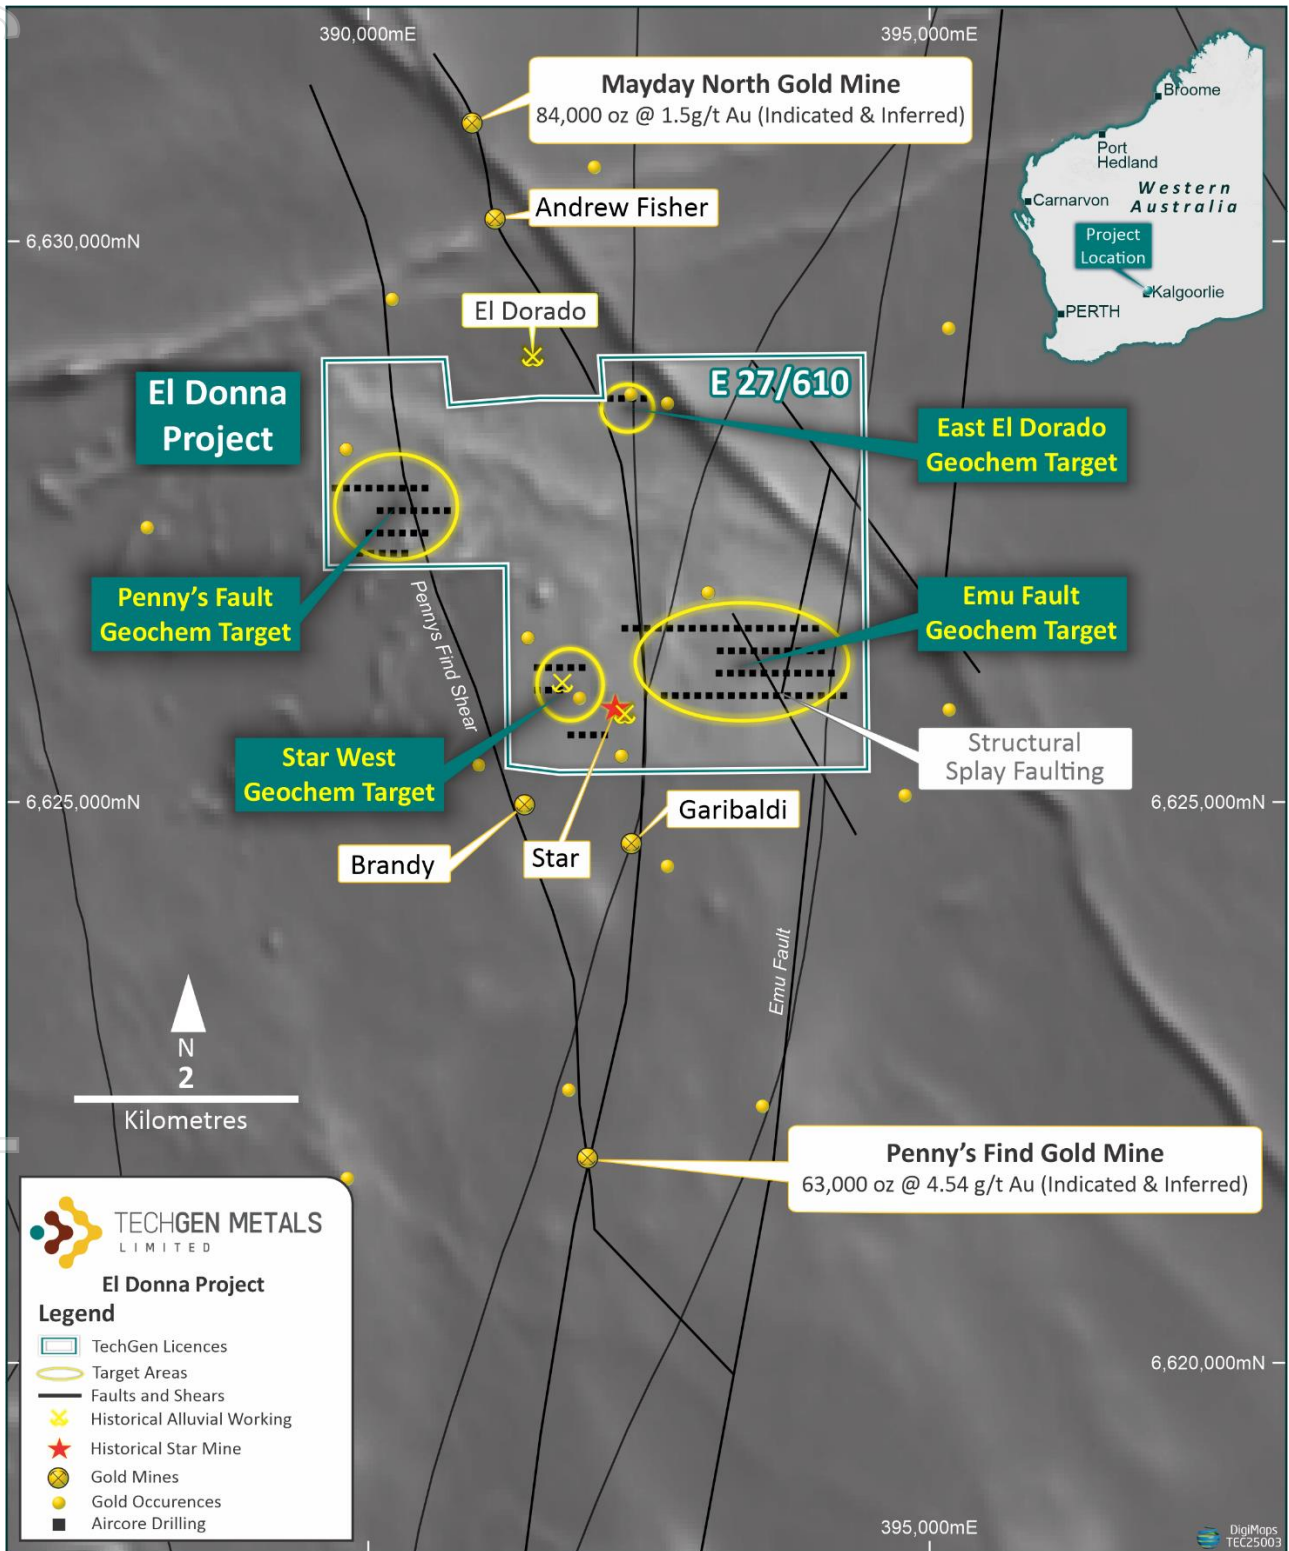 390,000mE
395,000mE
Mayday North Gold Mine
84,000 oz @ 1.5g/t Au (Indicated & Inferred)
Broome
Port
Hedland
Western
Australia
Carnarvon
Project
Location
Kalgoorlie
PERTH
Andrew Fisher
6,630,000mN
El Dorado
El Donna
Project
E 27/610
East El Dorado
Geochem Target
Penny's Fault
Geochem Target
Emu Fault
Geochem Target
Pennys Find Shear
Star West
Geochem Target
Structural
Splay Faulting
6,625,000mN
6,625,000mN
Garibaldi
Brandy
Star
Emu Fault
N
2
Kilometres
Penny's Find Gold Mine
63,000 oz @ 4.54 g/t Au (Indicated & Inferred)
TECHGEN METALS
LIMITED
El Donna Project
Legend
TechGen Licences
Target Areas
Faults and Shears
Historical Alluvial Working
Historical Star Mine
Gold Mines
Gold Occurences
Aircore Drilling
6,620,000mN
395,000mE
DigiMaps
TEC25003